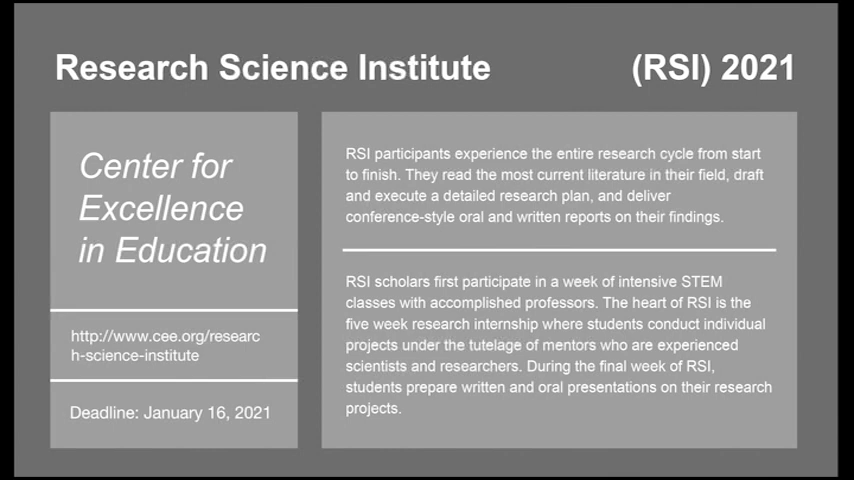 Research Science Institute (RSI) 2021
Center for
Excellence
in Education
http://www.cee.org/researc
h-science-institute
Deadline: January 16, 2021
RSI participants experience the entire research cycle from start
to finish. They read the most current literature in their field, draft
and execute a detailed research plan, and deliver
conference-style oral and written reports on their findings.
RSI scholars first participate in a week of intensive STEM
classes with accomplished professors. The heart of RSI is the
five week research internship where students conduct individual
projects under the tutelage of mentors who are experienced
scientists and researchers. During the final week of RSI,
students prepare written and oral presentations on their research
projects.